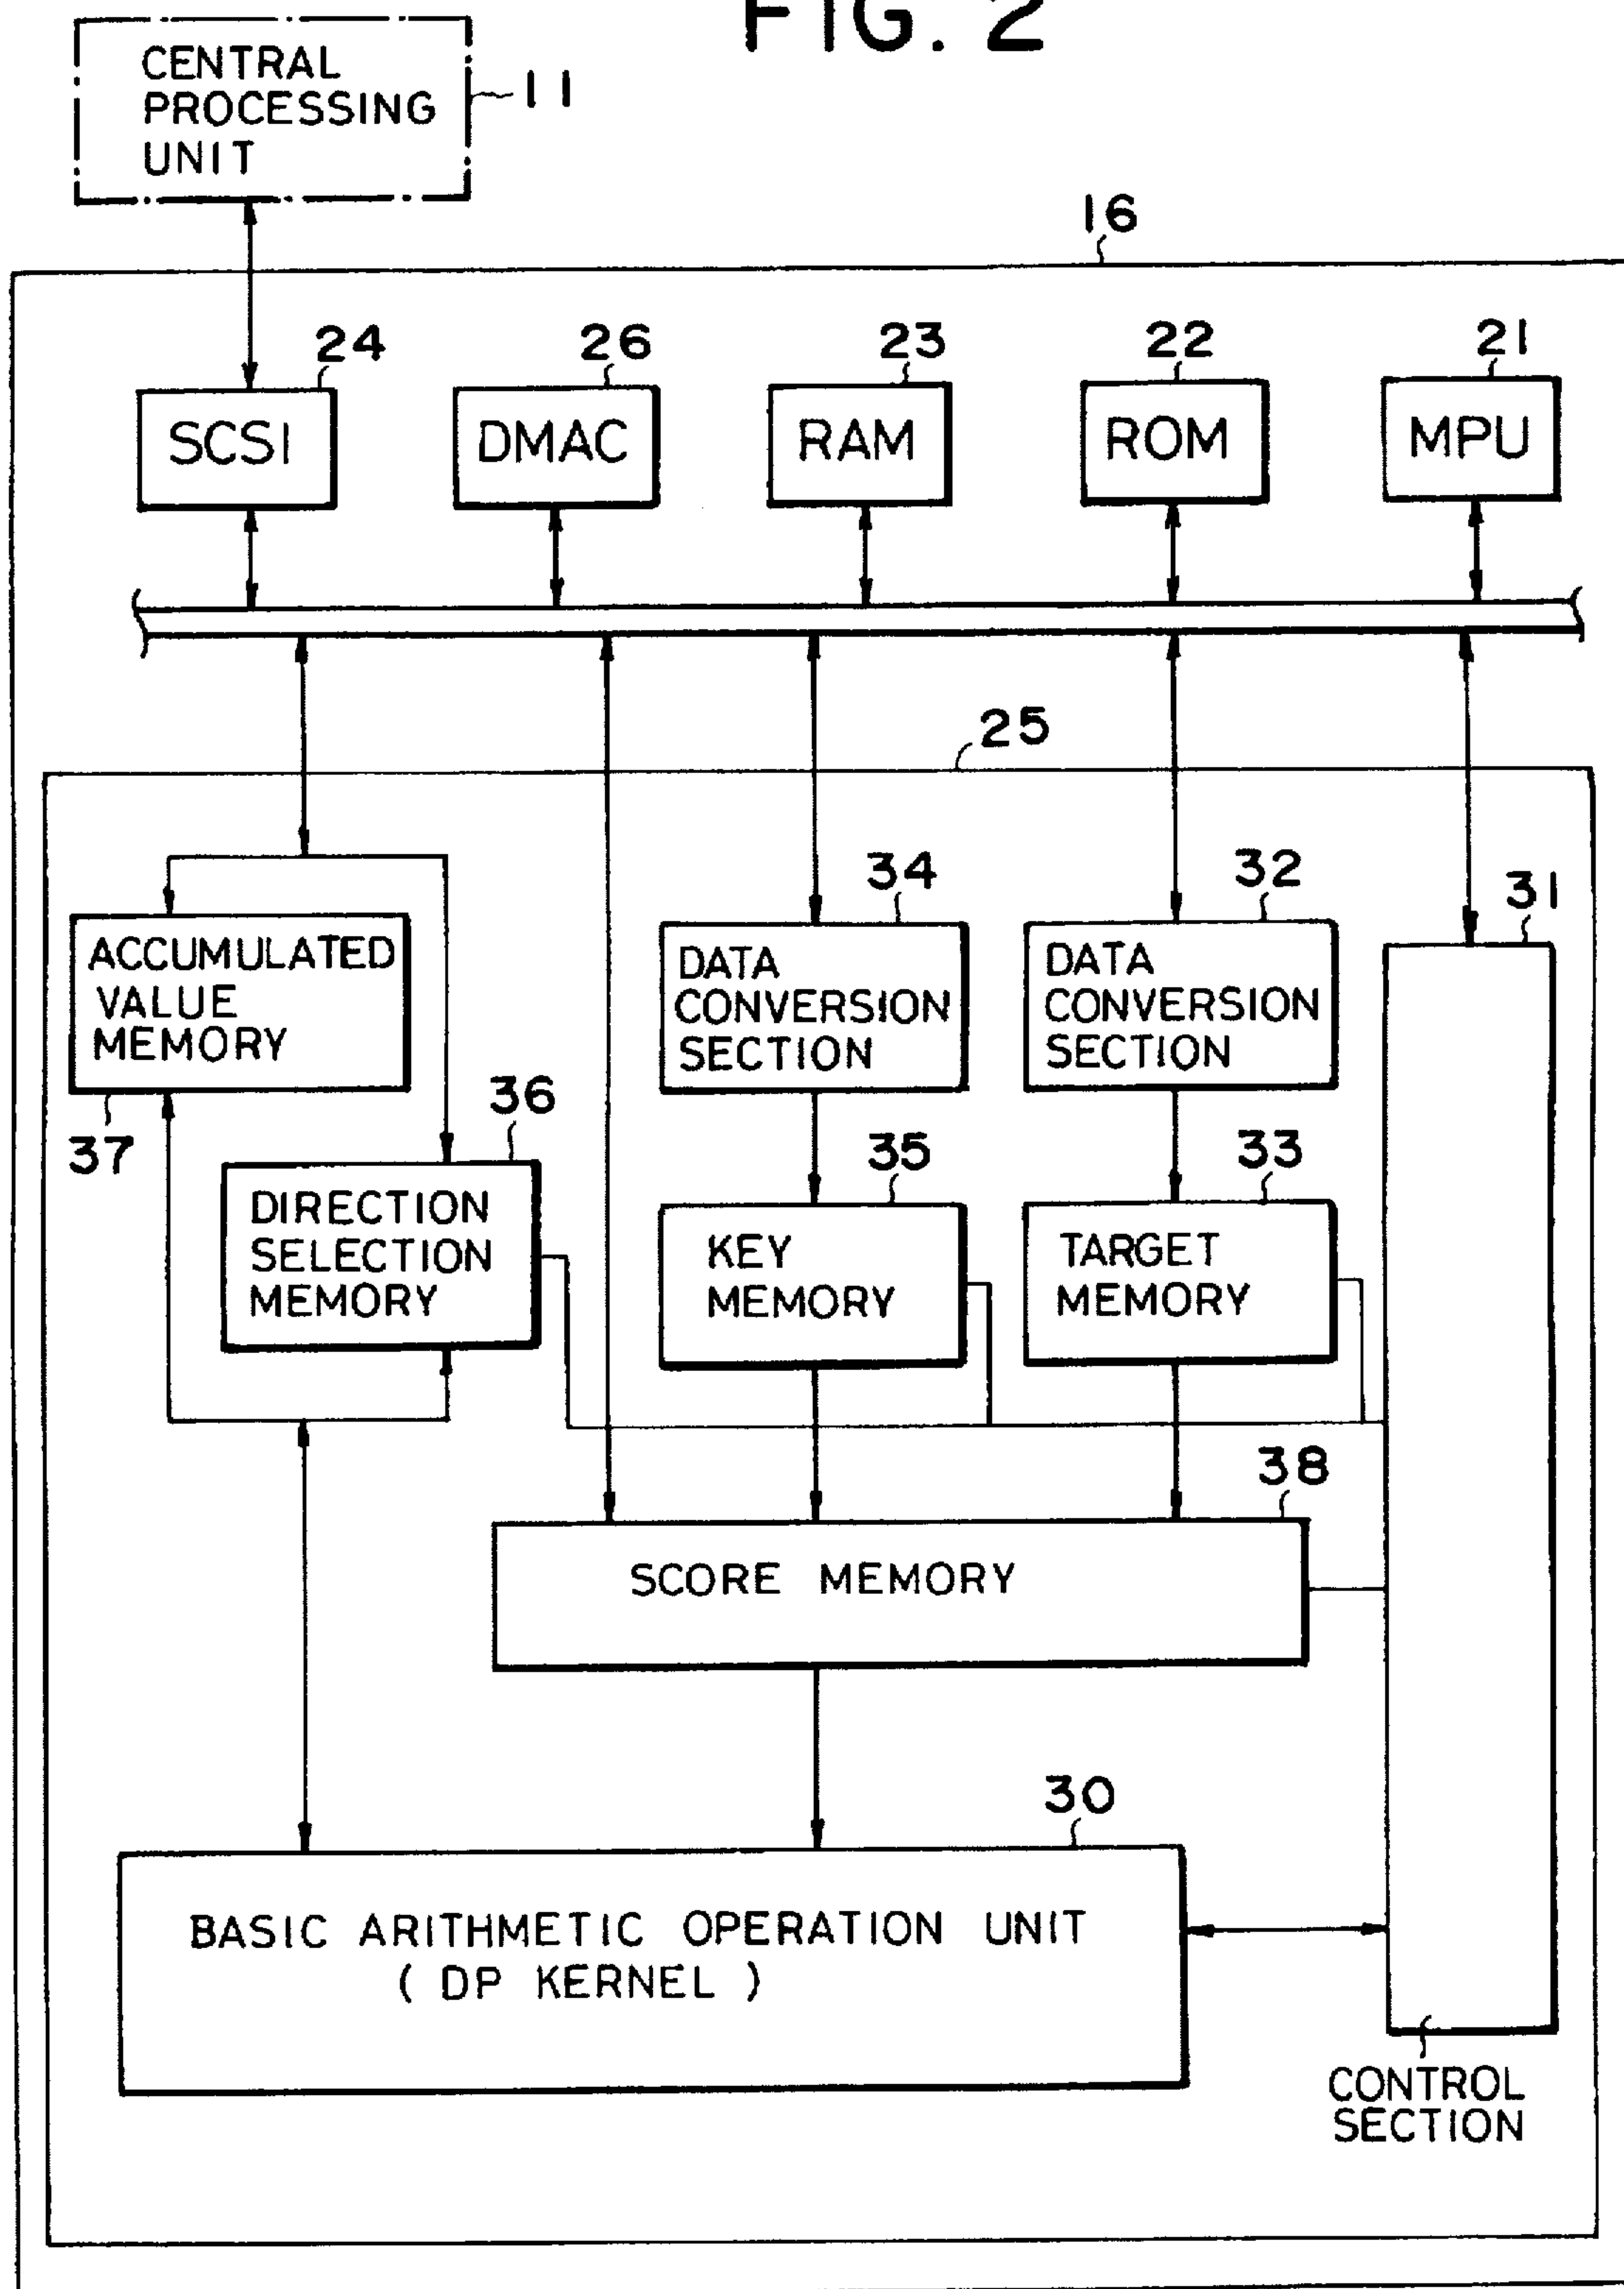 FIG. 2
CENTRAL
PROCESSING
UNIT
11
16
24
26
23
22
21
SCSI
DMAC
RAM
ROM
MPU
25
34
32
31
ACCUMULATED
VALUE
MEMORY
37
DATA
CONVERSION
SECTION
DATA
CONVERSION
SECTION
36
35
33
DIRECTION
SELECTION
MEMORY
KEY
MEMORY
TARGET
MEMORY
38
SCORE MEMORY
30
BASIC ARITHMETIC OPERATION UNIT
( DP KERNEL )
CONTROL
SECTION